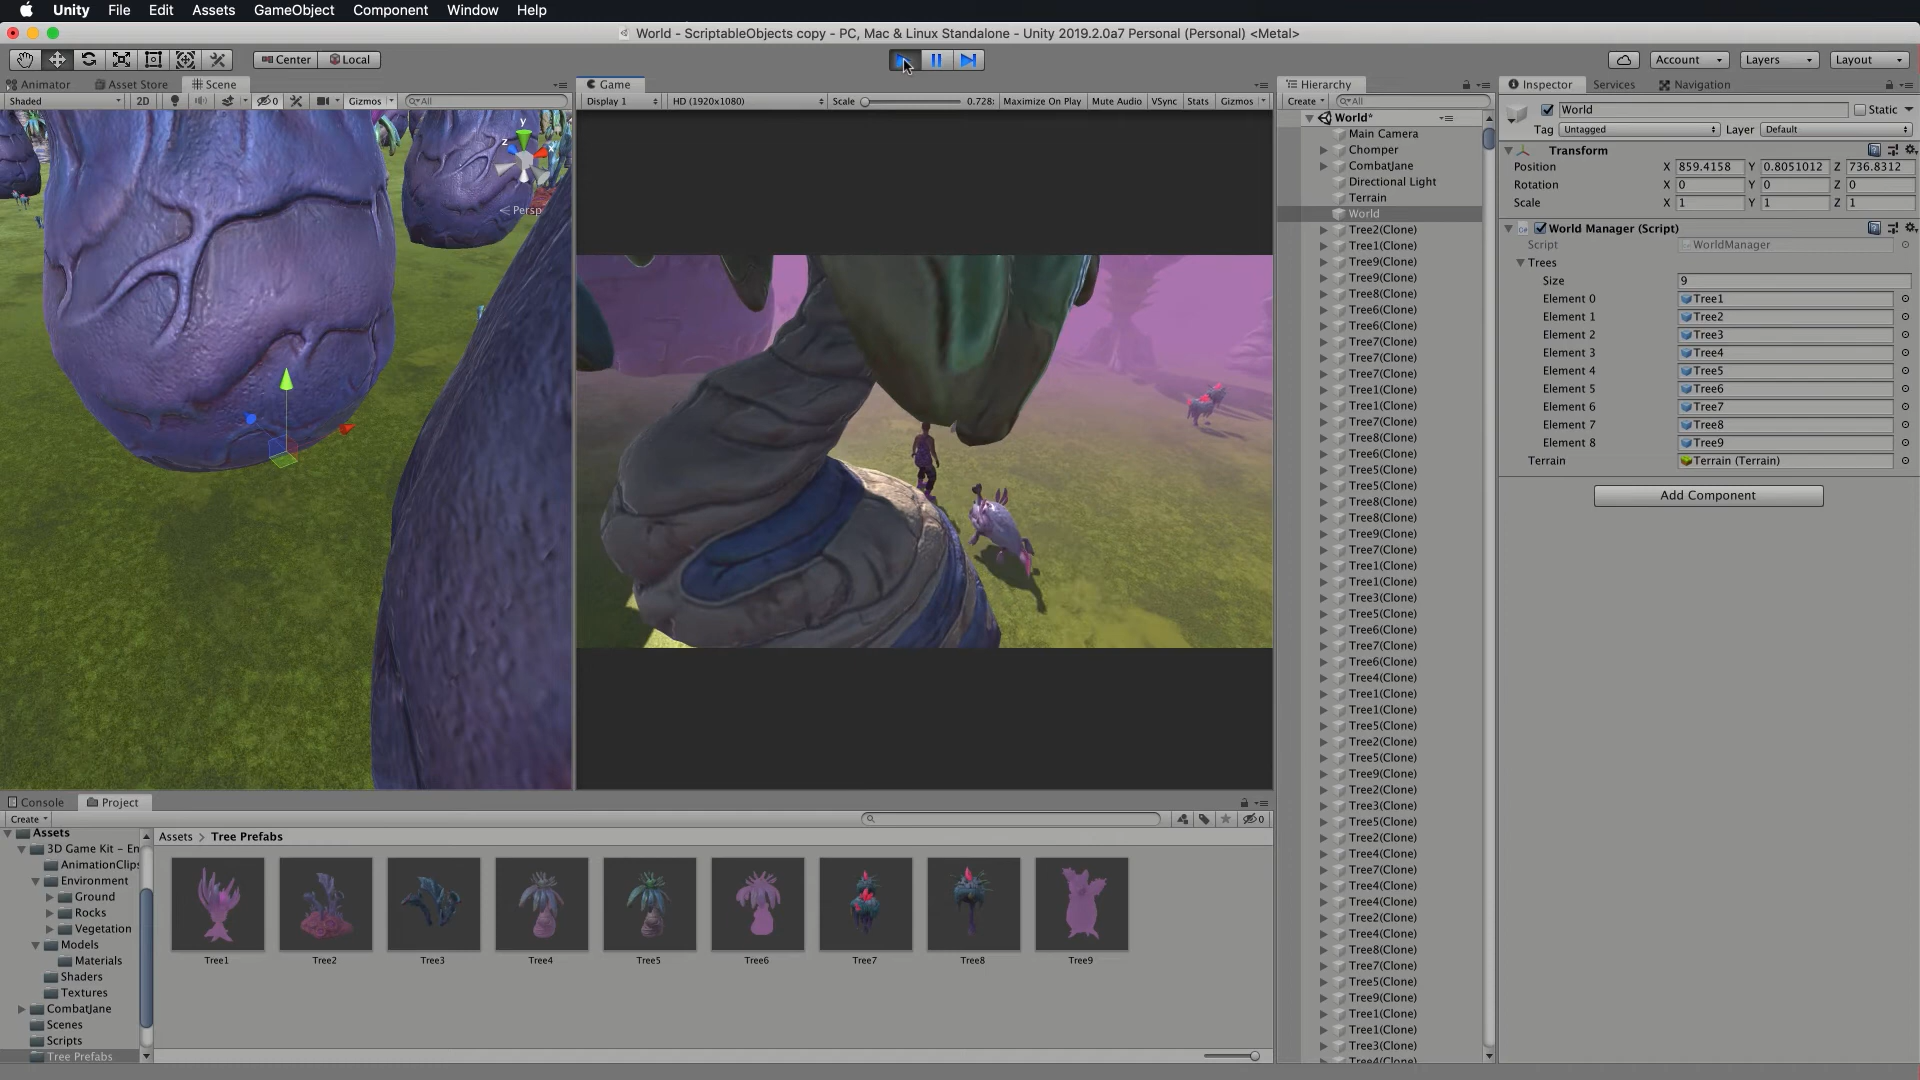 Unity File Edit Assets GameObject Component Window Help
World - ScriptableObjects copy - PC, Mac & Linux Standalone - Unity 2019.2.0a7 Personal (Personal) <Metal>
Center Local Account Layers Layout
Animator Asset Store Scene
Shaded 2D 0 Gizmos All
y
x
z
Persp
Game
Display 1 HD (1920x1080) Scale 0.728: Maximize On Play Mute Audio VSync Stats Gizmos
Hierarchy
Create All
World*
Main Camera
Chomper
CombatJane
Directional Light
Terrain
World
Tree2(Clone)
Tree1(Clone)
Tree9(Clone)
Tree9(Clone)
Tree8(Clone)
Tree6(Clone)
Tree6(Clone)
Tree7(Clone)
Tree7(Clone)
Tree7(Clone)
Tree1(Clone)
Tree1(Clone)
Tree7(Clone)
Tree8(Clone)
Tree6(Clone)
Tree5(Clone)
Tree5(Clone)
Tree8(Clone)
Tree8(Clone)
Tree9(Clone)
Tree7(Clone)
Tree1(Clone)
Tree1(Clone)
Tree3(Clone)
Tree5(Clone)
Tree6(Clone)
Tree7(Clone)
Tree6(Clone)
Tree4(Clone)
Tree1(Clone)
Tree1(Clone)
Tree5(Clone)
Tree2(Clone)
Tree5(Clone)
Tree9(Clone)
Tree2(Clone)
Tree3(Clone)
Tree5(Clone)
Tree2(Clone)
Tree4(Clone)
Tree7(Clone)
Tree4(Clone)
Tree4(Clone)
Tree2(Clone)
Tree4(Clone)
Tree8(Clone)
Tree7(Clone)
Tree5(Clone)
Tree9(Clone)
Tree1(Clone)
Tree1(Clone)
Tree3(Clone)
Tree4(Clone)
Inspector Services Navigation
World Static
Tag Untagged Layer Default
Transform
Position X 859.4158 Y 0.8051012 Z 736.8312
Rotation X 0 Y 0 Z 0
Scale X 1 Y 1 Z 1
World Manager (Script)
Script WorldManager
Trees
Size 9
Element 0 Tree1
Element 1 Tree2
Element 2 Tree3
Element 3 Tree4
Element 4 Tree5
Element 5 Tree6
Element 6 Tree7
Element 7 Tree8
Element 8 Tree9
Terrain Terrain (Terrain)
Add Component
Console Project
Create 0
Assets
3D Game Kit - En
AnimationClips
Environment
Ground
Rocks
Vegetation
Models
Materials
Shaders
Textures
CombatJane
Scenes
Scripts
Tree Prefabs
Assets > Tree Prefabs
Tree1 Tree2 Tree3 Tree4 Tree5 Tree6 Tree7 Tree8 Tree9